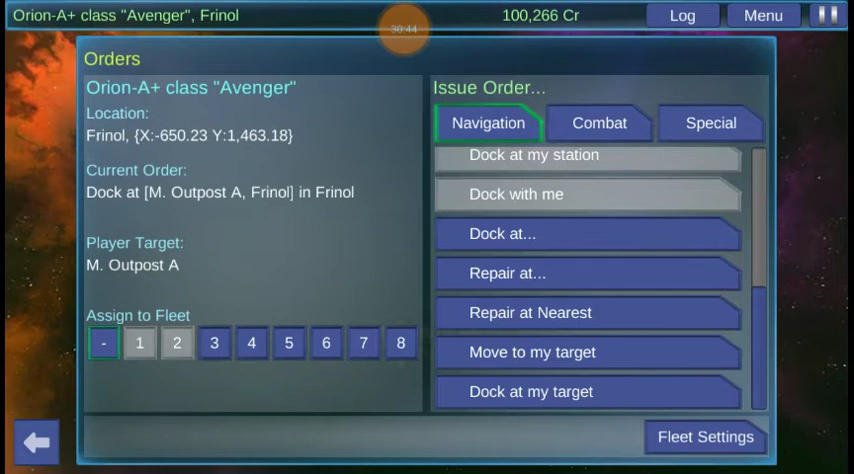 Orion-A+ class "Avenger", Frinol
30:44
100,266 Cr
Log
Menu
Orders
Orion-A+ class "Avenger"
Location:
Frinol, {X:-650.23 Y:1,463.18}
Current Order:
Dock at [M. Outpost A, Frinol] in Frinol
Player Target:
M. Outpost A
Assign to Fleet
- 1 2 3 4 5 6 7 8
Issue Order...
Navigation
Combat
Special
Dock at my station
Dock with me
Dock at...
Repair at...
Repair at Nearest
Move to my target
Dock at my target
Fleet Settings